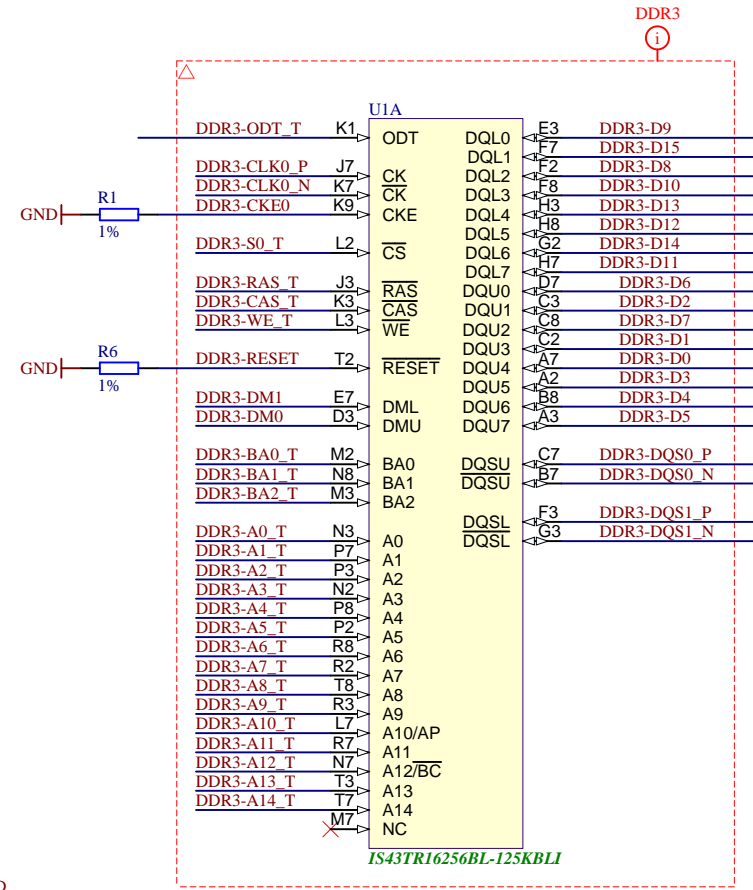 DDR3
i
U1A
DDR3-ODT_T K1 ODT DQL0 E3 DDR3-D9
DQL1 F7 DDR3-D15
DDR3-CLK0_P J7 CK DQL2 F2 DDR3-D8
DDR3-CLK0_N K7 CK DQL3 F8 DDR3-D10
GND R1 1% DDR3-CKE0 K9 CKE DQL4 H3 DDR3-D13
DQL5 H8 DDR3-D12
DDR3-S0_T L2 CS DQL6 G2 DDR3-D14
DQL7 H7 DDR3-D11
DDR3-RAS_T J3 RAS DQU0 D7 DDR3-D6
DDR3-CAS_T K3 CAS DQU1 C3 DDR3-D2
DDR3-WE_T L3 WE DQU2 C8 DDR3-D7
DQU3 C2 DDR3-D1
GND R6 1% DDR3-RESET T2 RESET DQU4 A7 DDR3-D0
DQU5 A2 DDR3-D3
DDR3-DM1 E7 DML DQU6 B8 DDR3-D4
DDR3-DM0 D3 DMU DQU7 A3 DDR3-D5
DDR3-BA0_T M2 BA0 DQSU C7 DDR3-DQS0_P
DDR3-BA1_T N8 BA1 DQSU B7 DDR3-DQS0_N
DDR3-BA2_T M3 BA2
DQSL F3 DDR3-DQS1_P
DDR3-A0_T N3 A0 DQSL G3 DDR3-DQS1_N
DDR3-A1_T P7 A1
DDR3-A2_T P3 A2
DDR3-A3_T N2 A3
DDR3-A4_T P8 A4
DDR3-A5_T P2 A5
DDR3-A6_T R8 A6
DDR3-A7_T R2 A7
DDR3-A8_T T8 A8
DDR3-A9_T R3 A9
DDR3-A10_T L7 A10/AP
DDR3-A11_T R7 A11
DDR3-A12_T N7 A12/BC
DDR3-A13_T T3 A13
DDR3-A14_T T7 A14
M7 NC
IS43TR16256BL-125KBLI